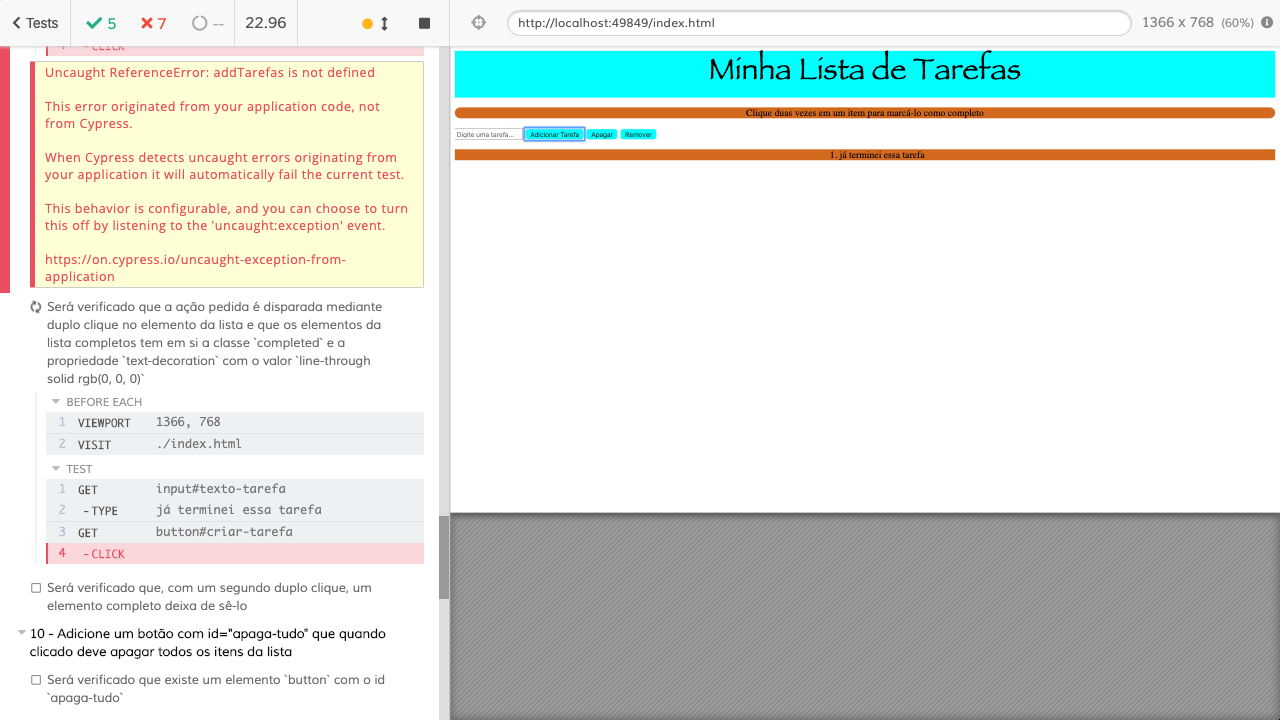 Tests 5 7 -- 22.96
http://localhost:49849/index.html 1366 x 768 (60%)
4 -CLICK
Uncaught ReferenceError: addTarefas is not defined
This error originated from your application code, not
from Cypress.
When Cypress detects uncaught errors originating from
your application it will automatically fail the current test.
This behavior is configurable, and you can choose to turn
this off by listening to the 'uncaught:exception' event.
https://on.cypress.io/uncaught-exception-from-
application
Será verificado que a ação pedida é disparada mediante
duplo clique no elemento da lista e que os elementos da
lista completos tem em si a classe `completed` e a
propriedade `text-decoration` com o valor `line-through
solid rgb(0, 0, 0)`
BEFORE EACH
1 VIEWPORT 1366, 768
2 VISIT ./index.html
TEST
1 GET input#texto-tarefa
2 -TYPE já terminei essa tarefa
3 GET button#criar-tarefa
4 -CLICK
Será verificado que, com um segundo duplo clique, um
elemento completo deixa de sê-lo
10 - Adicione um botão com id="apaga-tudo" que quando
clicado deve apagar todos os itens da lista
Será verificado que existe um elemento `button` com o id
`apaga-tudo`
Minha Lista de Tarefas
Clique duas vezes em um item para marcá-lo como completo
Digite uma tarefa... Adicionar Tarefa Apagar Remover
1. já terminei essa tarefa